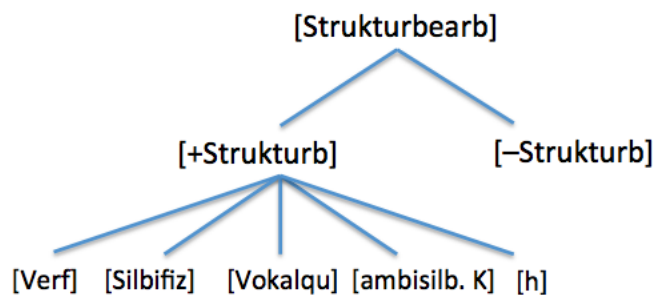 [Strukturbearb]
[+Strukturb] [–Strukturb]
[Verf] [Silbifiz] [Vokalqu] [ambisilb. K] [h]